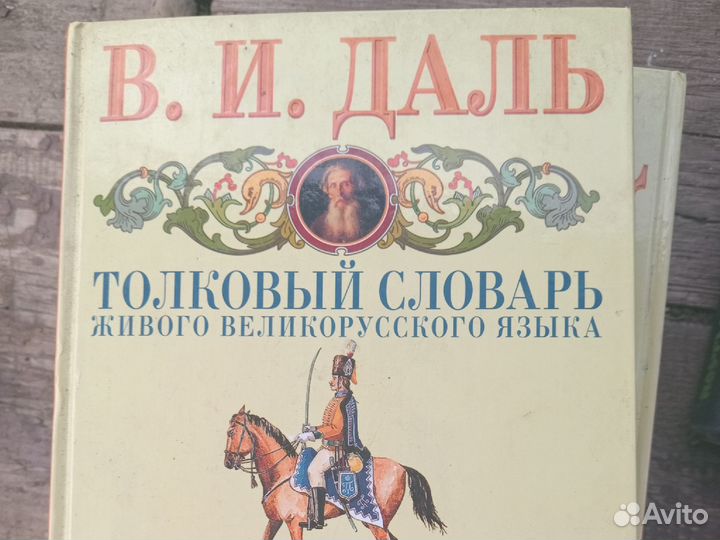 В. И. ДАЛЬ
ТОЛКОВЫЙ СЛОВАРЬ
ЖИВОГО ВЕЛИКОРУССКОГО ЯЗЫКА
Avito